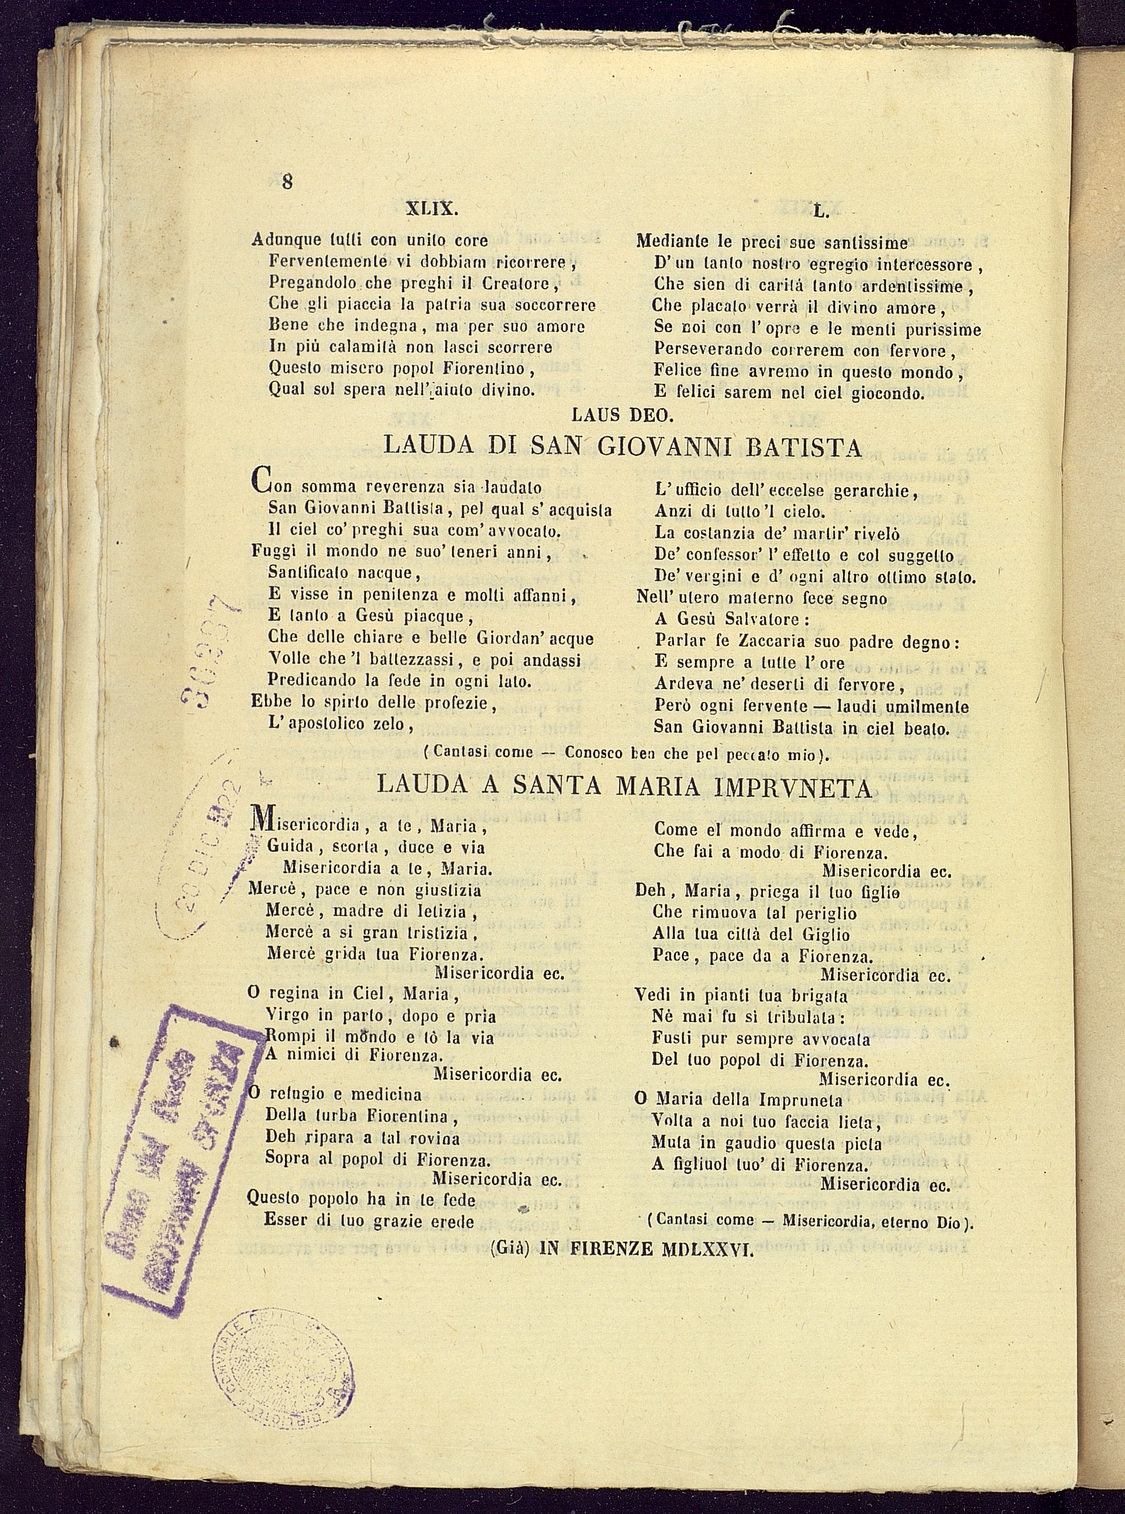 8
XLIX.
Adunque tutti con unito core
Ferventemente vi dobbiam ricorrere,
Pregandolo che preghi il Creatore,
Che gli piaccia la patria sua soccorrere
Bene che indegna, ma per suo amore
In più calamità non lasci scorrere
Questo misero popol Fiorentino,
Qual sol spera nell' aiuto divino.
L.
Mediante le preci sue santissime
D' un tanto nostro egregio intercessore,
Che sien di carità tanto ardentissime,
Che placato verrà il divino amore,
Se noi con l' opre e le menti purissime
Perseverando correrem con fervore,
Felice fine avremo in questo mondo,
E felici sarem nel ciel giocondo.
LAUS DEO.
LAUDA DI SAN GIOVANNI BATISTA
Con somma reverenza sia laudato
San Giovanni Battista, pel qual s' acquista
Il ciel co' preghi sua com' avvocato.
Fuggì il mondo ne suo' teneri anni,
Santificato nacque,
E visse in penitenza e molti affanni,
E tanto a Gesù piacque,
Che delle chiare e belle Giordan' acque
Volle che 'l battezzassi, e poi andassi
Predicando la fede in ogni lato.
Ebbe lo spirto delle profezie,
L' apostolico zelo,
L' ufficio dell' eccelse gerarchie,
Anzi di tutto 'l cielo.
La costanzia de' martir' rivelò
De' confessor' l' effetto e col suggetto
De' vergini e d' ogni altro ottimo stato.
Nell' utero materno fece segno
A Gesù Salvatore:
Parlar fe Zaccaria suo padre degno:
E sempre a tutte l' ore
Ardeva ne' deserti di fervore,
Però ogni fervente — laudi umilmente
San Giovanni Battista in ciel beato.
(Cantasi come — Conosco ben che pel peccato mio).
LAUDA A SANTA MARIA IMPRVNETA
Misericordia, a te, Maria,
Guida, scorta, duce e via
Misericordia a te, Maria.
Mercè, pace e non giustizia
Mercè, madre di letizia,
Mercè a si gran tristizia,
Mercè grida tua Fiorenza.
Misericordia ec.
O regina in Ciel, Maria,
Virgo in parto, dopo e pria
Rompi il mondo e tò la via
A nimici di Fiorenza.
Misericordia ec.
O refugio e medicina
Della turba Fiorentina,
Deh ripara a tal rovina
Sopra al popol di Fiorenza.
Misericordia ec.
Questo popolo ha in te fede
Esser di tuo grazie erede
Come el mondo affirma e vede,
Che fai a modo di Fiorenza.
Misericordia ec.
Deh, Maria, priega il tuo figlio
Che rimuova tal periglio
Alla tua città del Giglio
Pace, pace da a Fiorenza.
Misericordia ec.
Vedi in pianti tua brigata
Nè mai fu si tribulata:
Fusti pur sempre avvocata
Del tuo popol di Fiorenza.
Misericordia ec.
O Maria della Impruneta
Volta a noi tuo faccia lieta,
Muta in gaudio questa pieta
A figliuol tuo' di Fiorenza.
Misericordia ec.
(Cantasi come — Misericordia, eterno Dio).
(Già) IN FIRENZE MDLXXVI.
20 DIC 1922
Dono del
GIOVANNI SFORZA
BIBLIOTECA COMUNALE DELLA SPEZIA